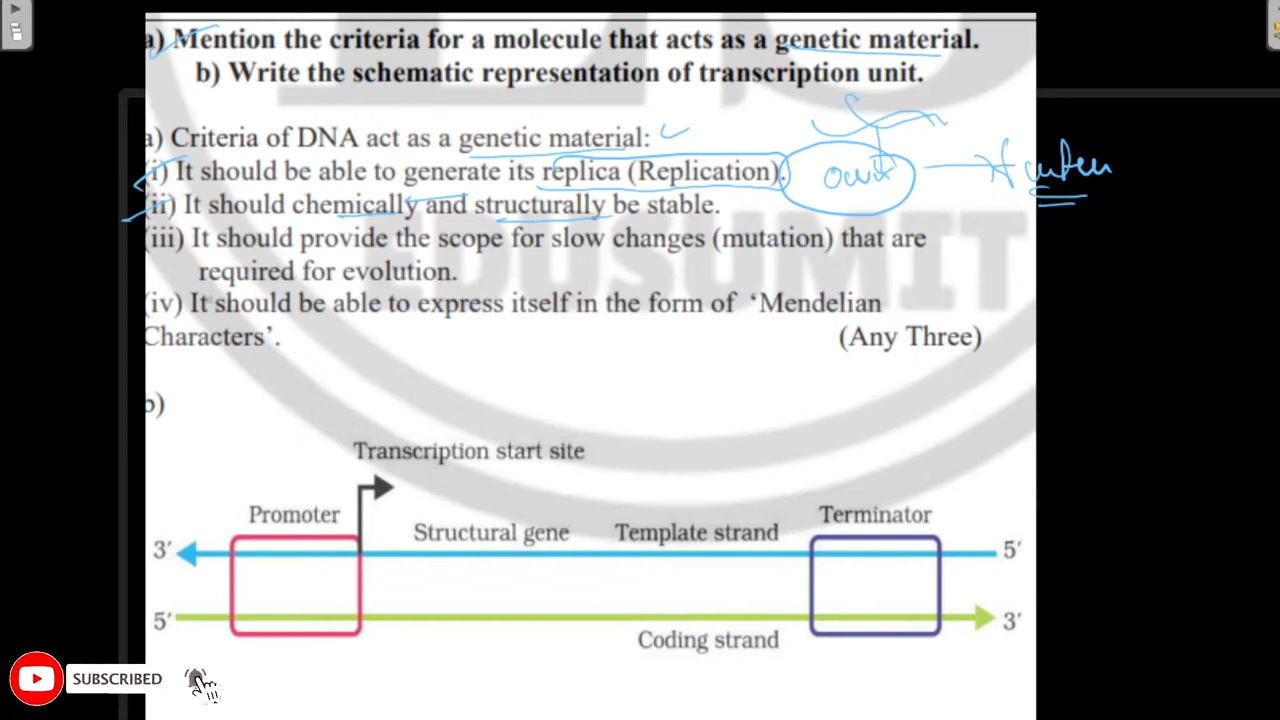 a) Mention the criteria for a molecule that acts as a genetic material.
b) Write the schematic representation of transcription unit.
a) Criteria of DNA act as a genetic material:
(i) It should be able to generate its replica (Replication).
(ii) It should chemically and structurally be stable.
(iii) It should provide the scope for slow changes (mutation) that are
required for evolution.
(iv) It should be able to express itself in the form of ‘Mendelian
Characters’. (Any Three)
b)
Transcription start site
Promoter
Structural gene Template strand
Terminator
3′ 5′
5′ 3′
Coding strand
EDUSUMIT
SUBSCRIBED